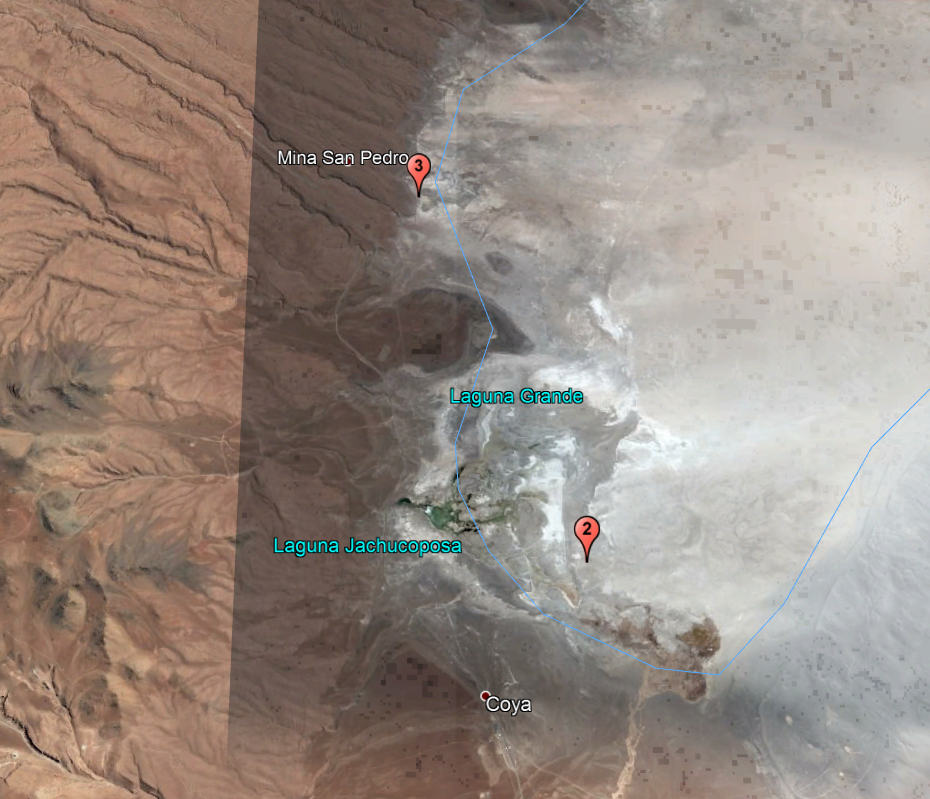 Mina San Pedro
3
Laguna Grande
2
Laguna Jachucoposa
Coya